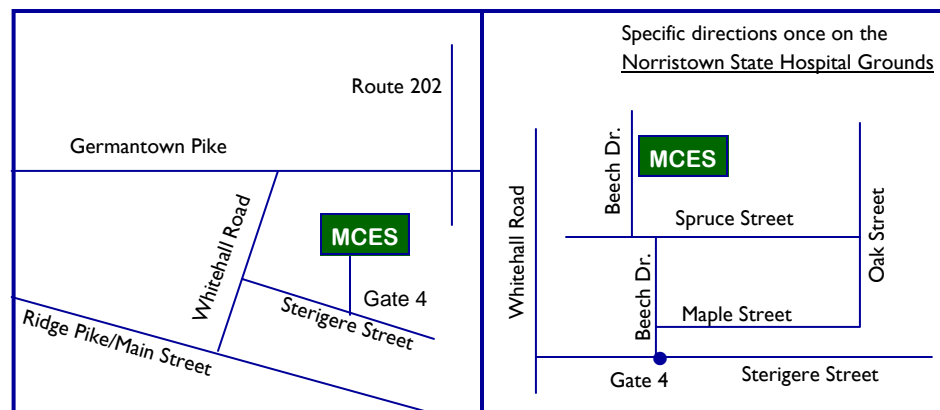 Route 202
Germantown Pike
Whitehall Road
MCES
Gate 4
Sterigere Street
Ridge Pike/Main Street
Specific directions once on the
Norristown State Hospital Grounds
Beech Dr.
MCES
Whitehall Road
Spruce Street
Oak Street
Beech Dr.
Maple Street
Gate 4
Sterigere Street